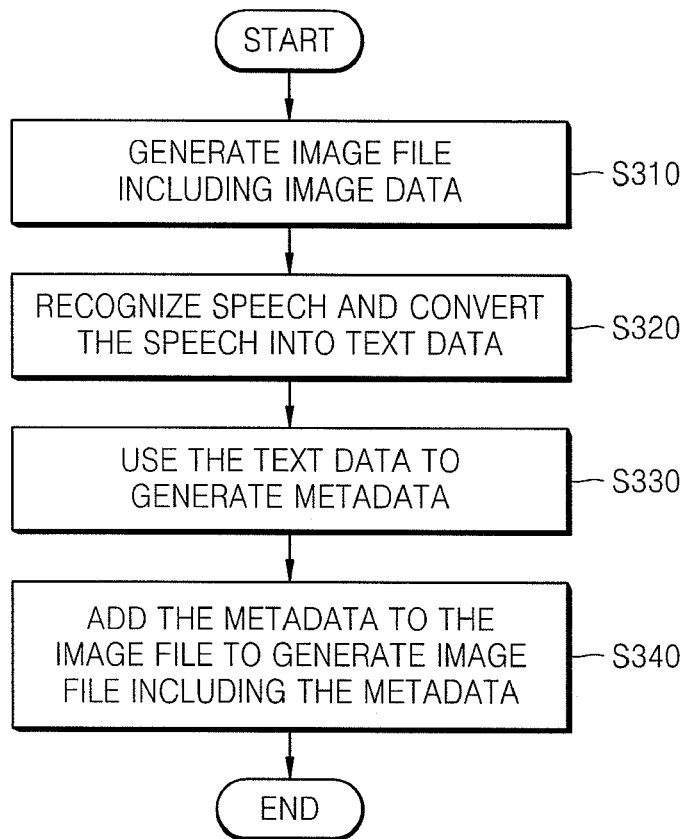 START
GENERATE IMAGE FILE
INCLUDING IMAGE DATA
S310
RECOGNIZE SPEECH AND CONVERT
THE SPEECH INTO TEXT DATA
S320
USE THE TEXT DATA TO
GENERATE METADATA
S330
ADD THE METADATA TO THE
IMAGE FILE TO GENERATE IMAGE
FILE INCLUDING THE METADATA
S340
END